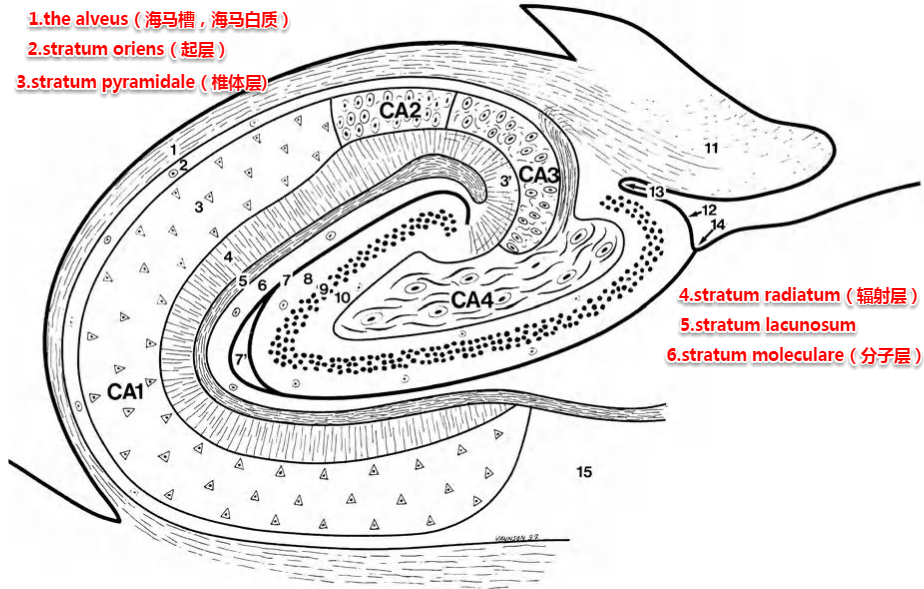 1.the alveus（海马槽，海马白质）
2.stratum oriens（起层）
3.stratum pyramidale（椎体层)
CA2
1
11
2
CA3
3'
13
3
12
14
4
5 6 7 8 9 10
CA4
4.stratum radiatum（辐射层）
5.stratum lacunosum
6.stratum moleculare（分子层）
7'
CA1
15
VANNSON 97